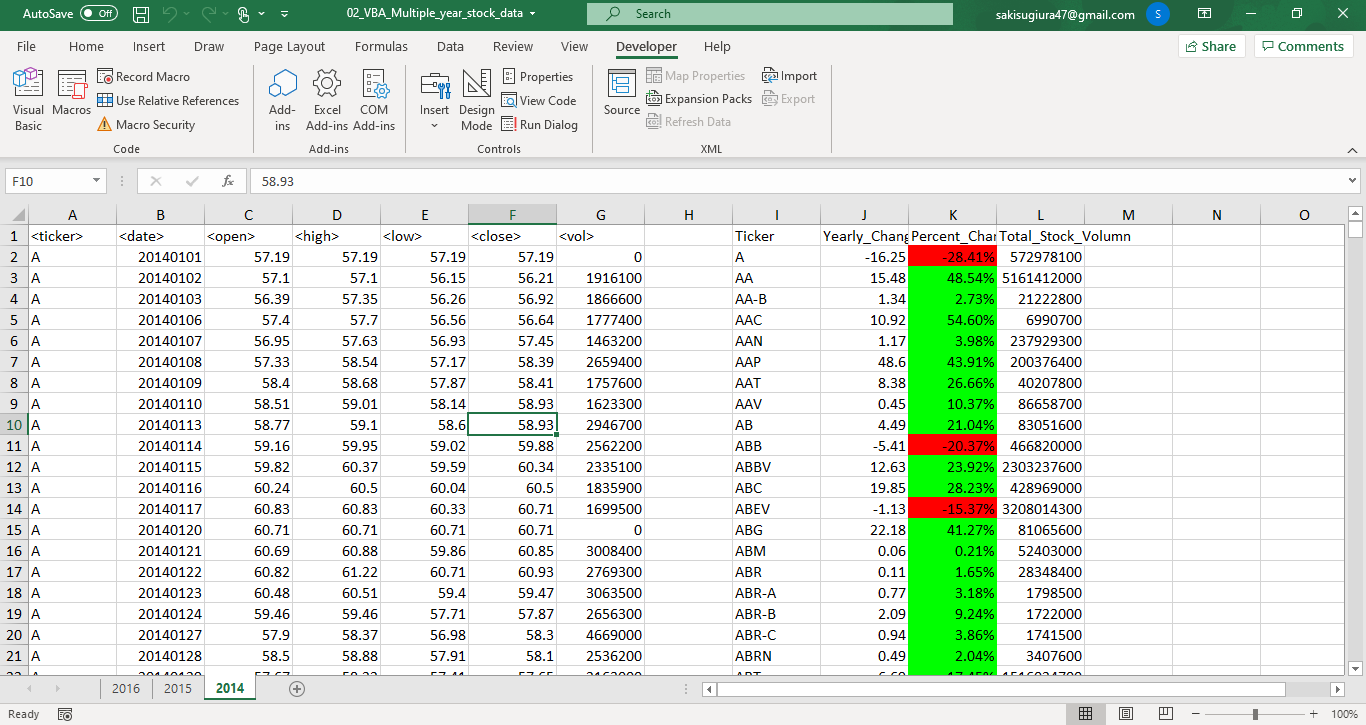 AutoSave Off 02_VBA_Multiple_year_stock_data Search sakisugiura47@gmail.com S
File Home Insert Draw Page Layout Formulas Data Review View Developer Help Share Comments
Visual Basic Macros Record Macro Use Relative References Macro Security Add-ins Excel Add-ins COM Add-ins Insert Design Mode Properties View Code Run Dialog Source Map Properties Expansion Packs Refresh Data Import Export
Code Add-ins Controls XML
F10 fx 58.93
A B C D E F G H I J K L M N O
1 <ticker> <date> <open> <high> <low> <close> <vol> Ticker Yearly_Chang Percent_Char Total_Stock_Volumn
2 A 20140101 57.19 57.19 57.19 57.19 0 A -16.25 -28.41% 572978100
3 A 20140102 57.1 57.1 56.15 56.21 1916100 AA 15.48 48.54% 5161412000
4 A 20140103 56.39 57.35 56.26 56.92 1866600 AA-B 1.34 2.73% 21222800
5 A 20140106 57.4 57.7 56.56 56.64 1777400 AAC 10.92 54.60% 6990700
6 A 20140107 56.95 57.63 56.93 57.45 1463200 AAN 1.17 3.98% 237929300
7 A 20140108 57.33 58.54 57.17 58.39 2659400 AAP 48.6 43.91% 200376400
8 A 20140109 58.4 58.68 57.87 58.41 1757600 AAT 8.38 26.66% 40207800
9 A 20140110 58.51 59.01 58.14 58.93 1623300 AAV 0.45 10.37% 86658700
10 A 20140113 58.77 59.1 58.6 58.93 2946700 AB 4.49 21.04% 83051600
11 A 20140114 59.16 59.95 59.02 59.88 2562200 ABB -5.41 -20.37% 466820000
12 A 20140115 59.82 60.37 59.59 60.34 2335100 ABBV 12.63 23.92% 2303237600
13 A 20140116 60.24 60.5 60.04 60.5 1835900 ABC 19.85 28.23% 428969000
14 A 20140117 60.83 60.83 60.33 60.71 1699500 ABEV -1.13 -15.37% 3208014300
15 A 20140120 60.71 60.71 60.71 60.71 0 ABG 22.18 41.27% 81065600
16 A 20140121 60.69 60.88 59.86 60.85 3008400 ABM 0.06 0.21% 52403000
17 A 20140122 60.82 61.22 60.71 60.93 2769300 ABR 0.11 1.65% 28348400
18 A 20140123 60.48 60.51 59.4 59.47 3063500 ABR-A 0.77 3.18% 1798500
19 A 20140124 59.46 59.46 57.71 57.87 2656300 ABR-B 2.09 9.24% 1722000
20 A 20140127 57.9 58.37 56.98 58.3 4669000 ABR-C 0.94 3.86% 1741500
21 A 20140128 58.5 58.88 57.91 58.1 2536200 ABRN 0.49 2.04% 3407600
2016 2015 2014
Ready 100%